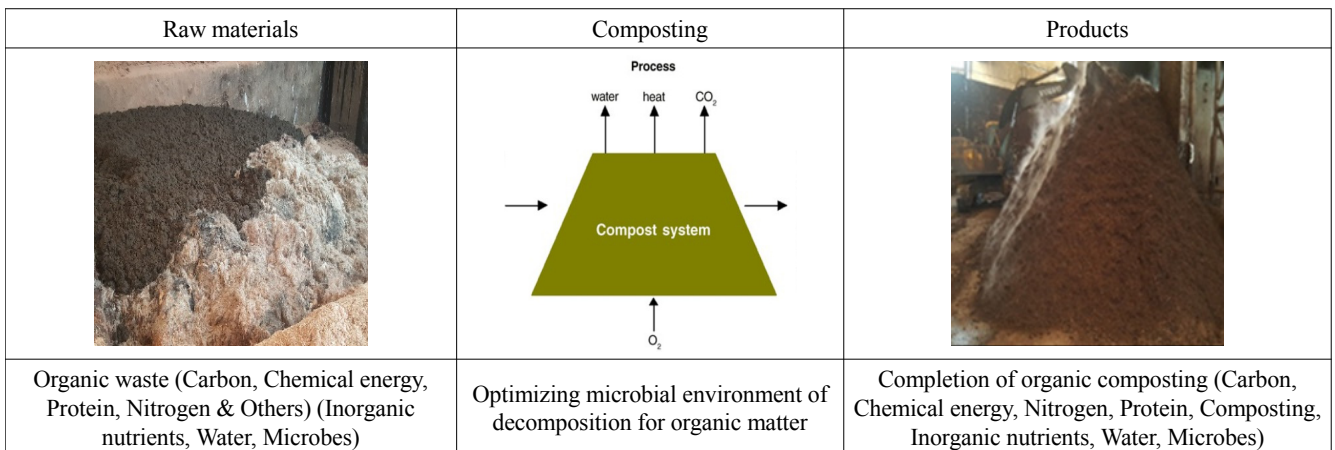 Raw materials
Composting
Products
Process
water heat CO₂
Compost system
O₂
Organic waste (Carbon, Chemical energy,
Protein, Nitrogen & Others) (Inorganic
nutrients, Water, Microbes)
Optimizing microbial environment of
decomposition for organic matter
Completion of organic composting (Carbon,
Chemical energy, Nitrogen, Protein, Composting,
Inorganic nutrients, Water, Microbes)